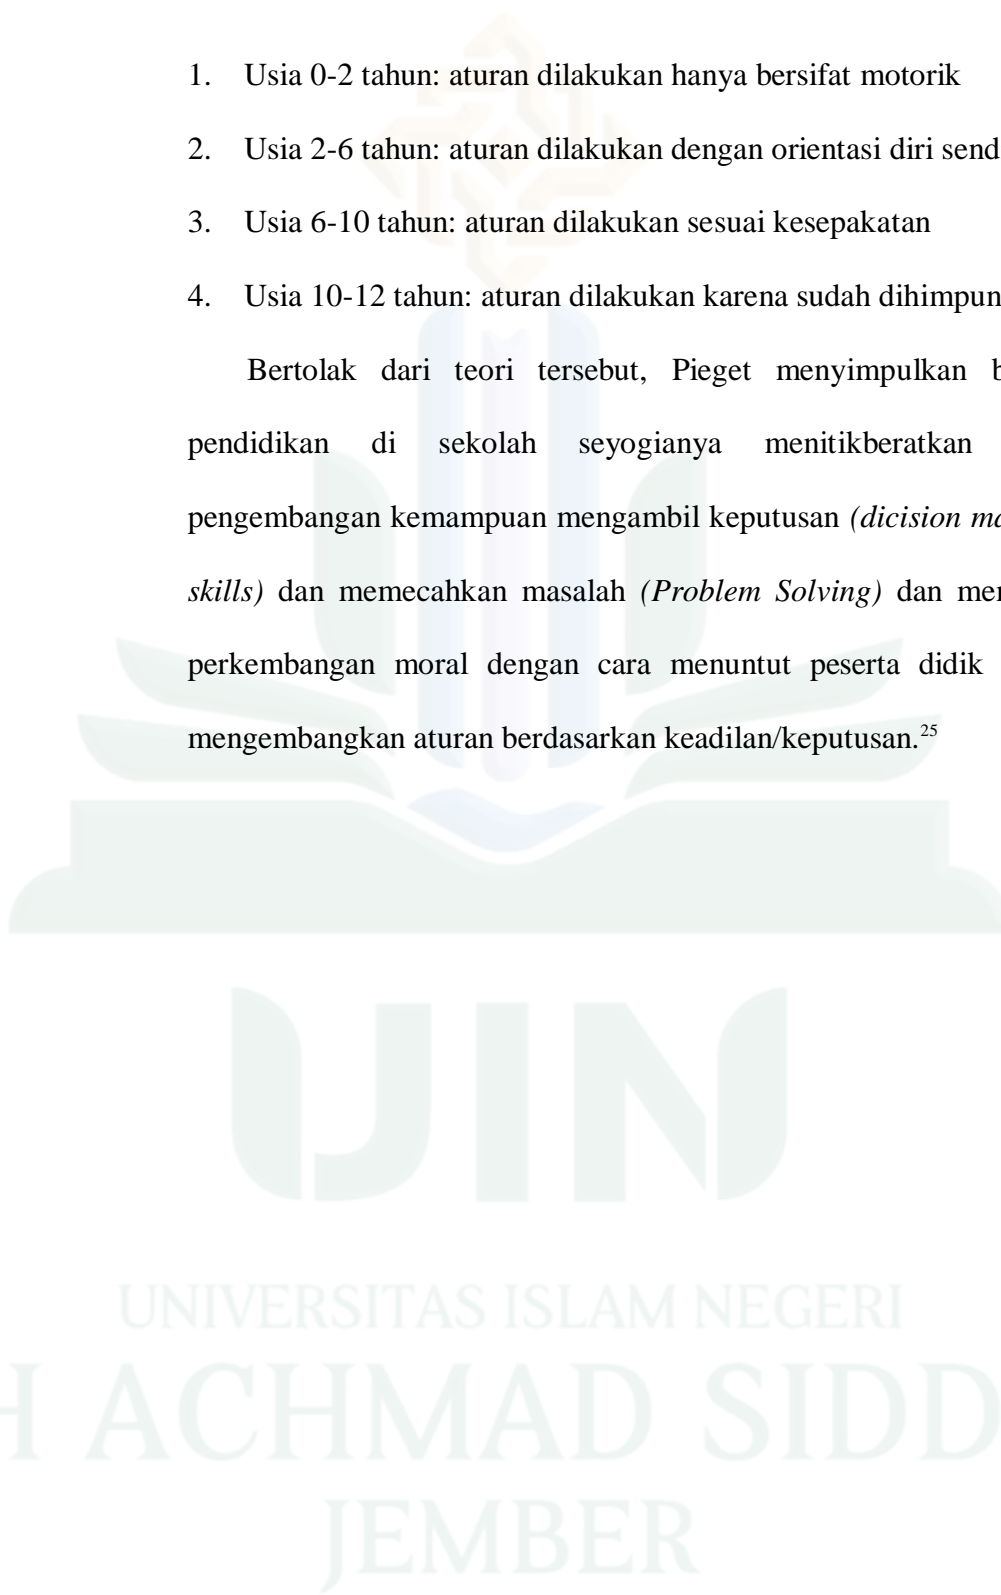 1. Usia 0-2 tahun: aturan dilakukan hanya bersifat motorik
2. Usia 2-6 tahun: aturan dilakukan dengan orientasi diri send
3. Usia 6-10 tahun: aturan dilakukan sesuai kesepakatan
4. Usia 10-12 tahun: aturan dilakukan karena sudah dihimpun
Bertolak dari teori tersebut, Pieget menyimpulkan b
pendidikan di sekolah seyogianya menitikberatkan
pengembangan kemampuan mengambil keputusan (dicision ma
skills) dan memecahkan masalah (Problem Solving) dan mem
perkembangan moral dengan cara menuntut peserta didik
mengembangkan aturan berdasarkan keadilan/keputusan.25
UIN
UNIVERSITAS ISLAM NEGERI
H ACHMAD SIDD
JEMBER